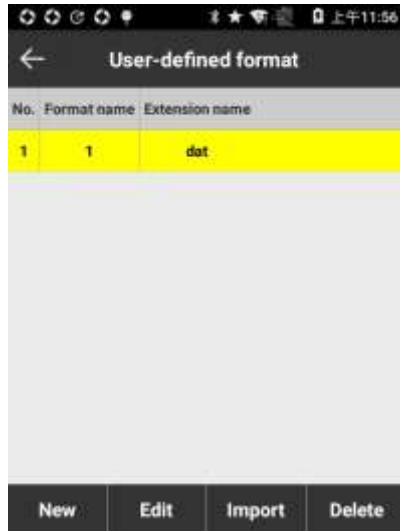 上午11:56
User-defined format
No. Format name Extension name
1 1 dat
New Edit Import Delete